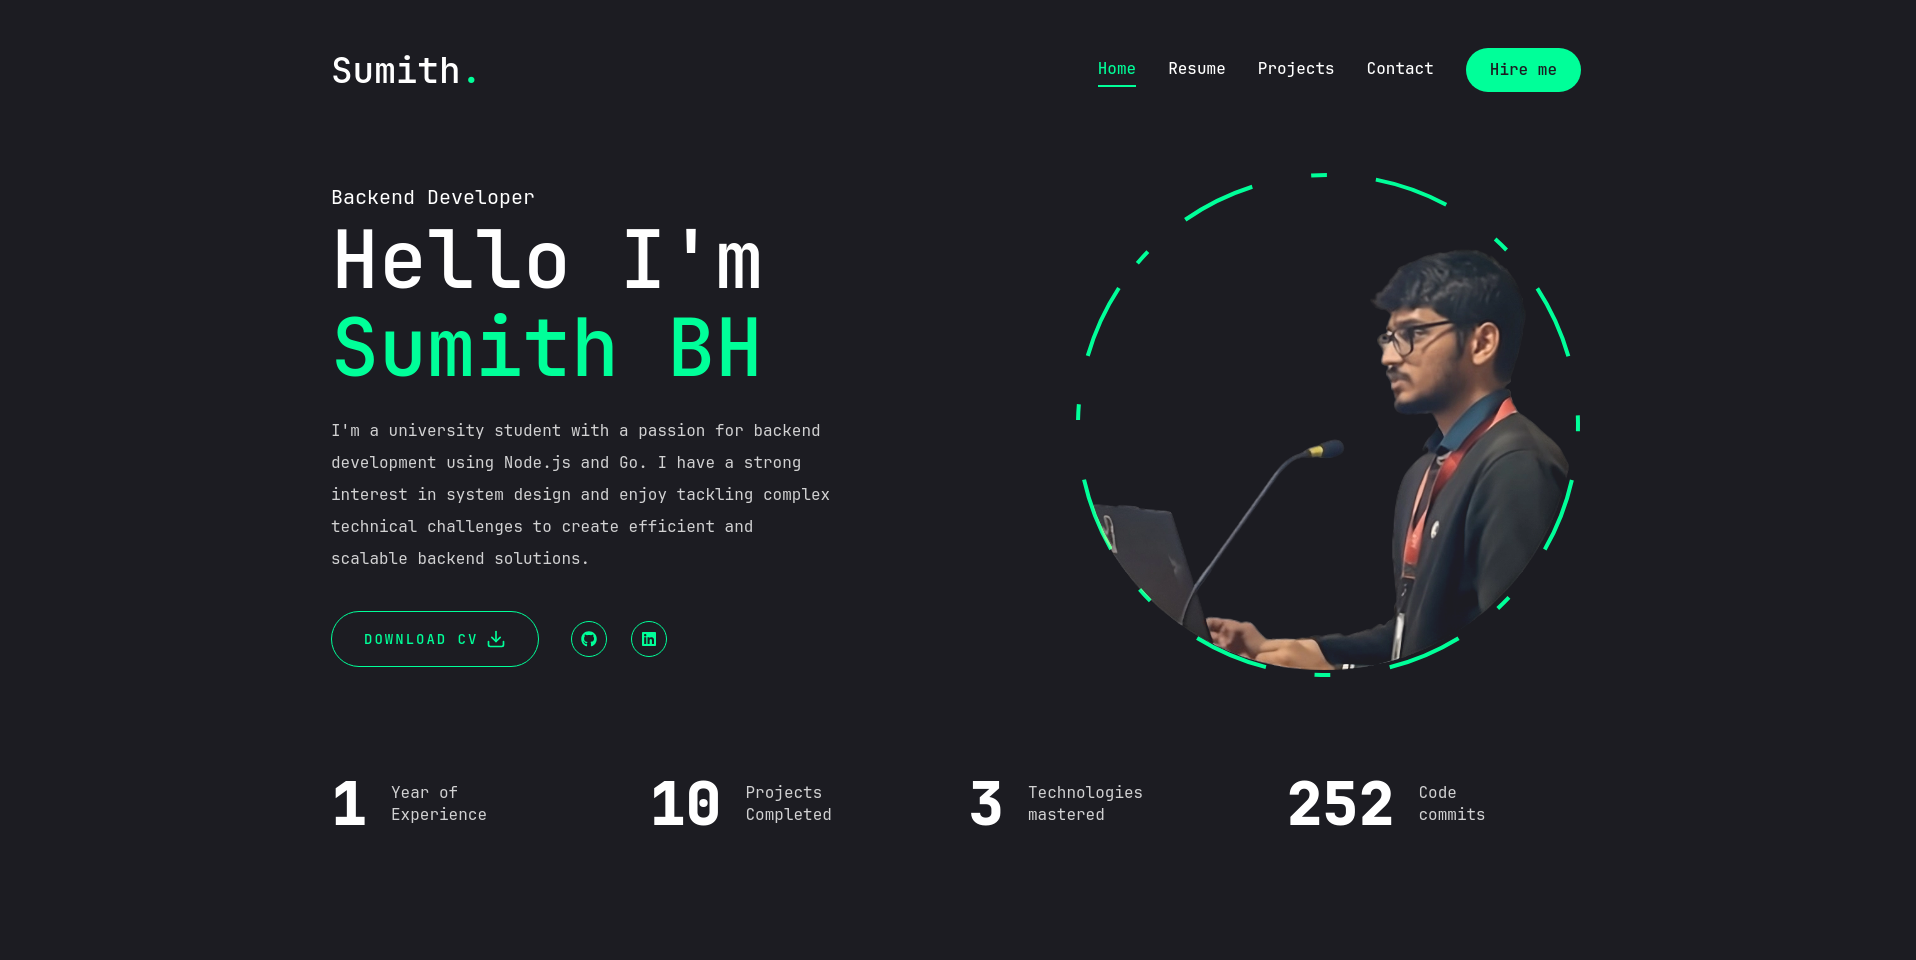 Sumith.
Home Resume Projects Contact Hire me
Backend Developer
Hello I'm
Sumith BH
I'm a university student with a passion for backend
development using Node.js and Go. I have a strong
interest in system design and enjoy tackling complex
technical challenges to create efficient and
scalable backend solutions.
DOWNLOAD CV
in
1 Year of
Experience
10 Projects
Completed
3 Technologies
mastered
252 Code
commits